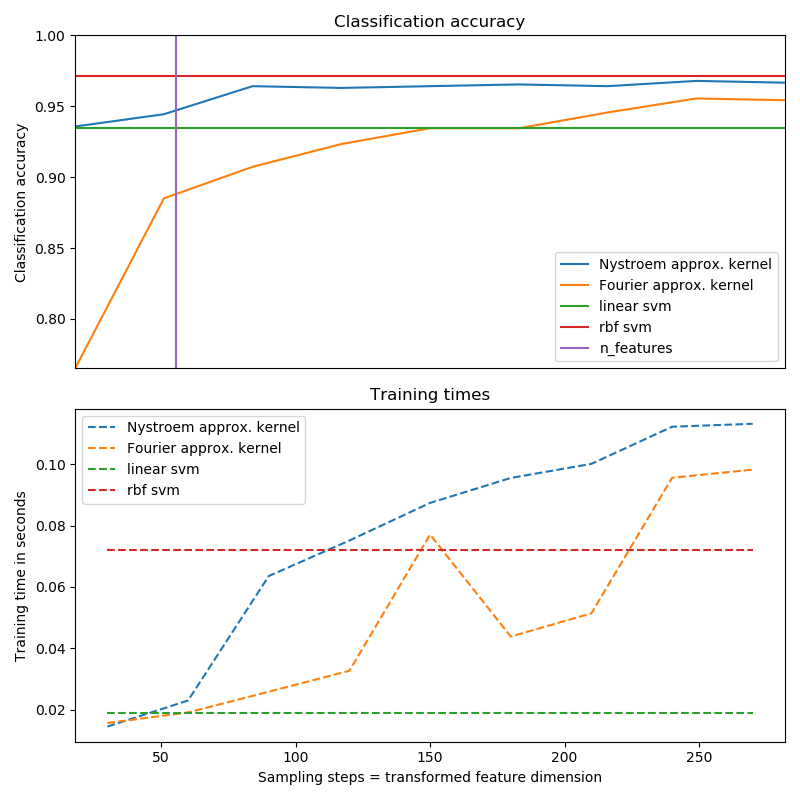 Classification accuracy
1.00
0.95
0.90
0.85
0.80
Classification accuracy
Nystroem approx. kernel
Fourier approx. kernel
linear svm
rbf svm
n_features
Training times
Nystroem approx. kernel
Fourier approx. kernel
linear svm
rbf svm
0.10
0.08
0.06
0.04
0.02
Training time in seconds
50
100
150
200
250
Sampling steps = transformed feature dimension